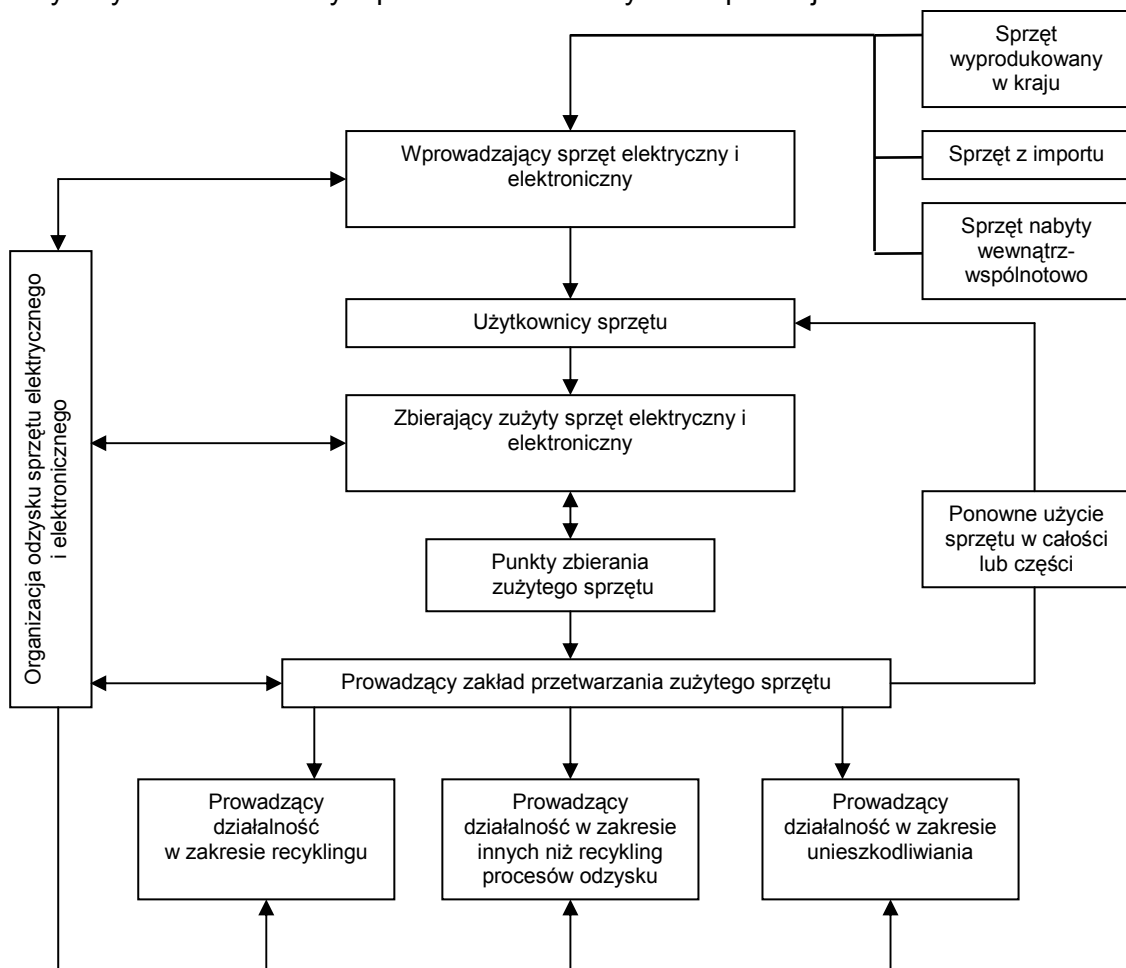 Sprzęt
wyprodukowany
w kraju
Wprowadzający sprzęt elektryczny i
elektroniczny
Sprzęt z importu
Sprzęt nabyty
wewnątrz-
wspólnotowo
Organizacja odzysku sprzętu elektrycznego
i elektronicznego
Użytkownicy sprzętu
Zbierający zużyty sprzęt elektryczny i
elektroniczny
Ponowne użycie
sprzętu w całości
lub części
Punkty zbierania
zużytego sprzętu
Prowadzący zakład przetwarzania zużytego sprzętu
Prowadzący
działalność
w zakresie recyklingu
Prowadzący
działalność w zakresie
innych niż recykling
procesów odzysku
Prowadzący
działalność w zakresie
unieszkodliwiania